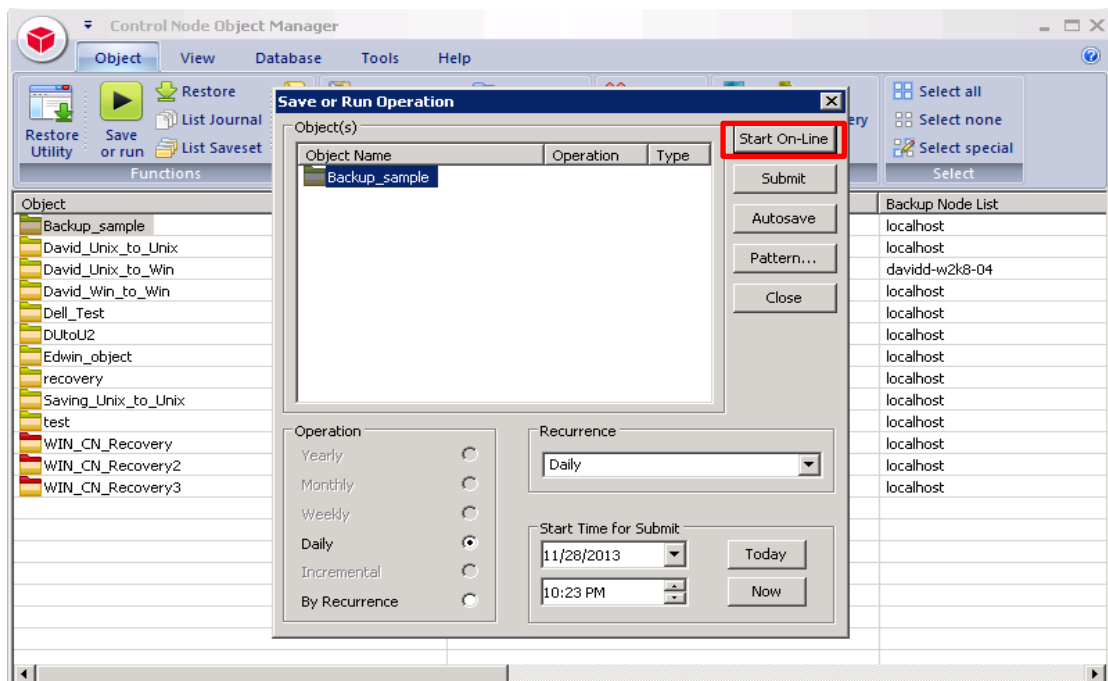 Control Node Object Manager
Object View Database Tools Help
Restore Utility
Save or run
Restore
List Journal
List Saveset
Functions
ery
Select all
Select none
Select special
Select
Save or Run Operation
Object(s)
Object Name Operation Type
Backup_sample
Start On-Line
Submit
Autosave
Pattern...
Close
Operation
Yearly
Monthly
Weekly
Daily
Incremental
By Recurrence
Recurrence
Daily
Start Time for Submit
11/28/2013
Today
10:23 PM
Now
Object Backup Node List
Backup_sample localhost
David_Unix_to_Unix localhost
David_Unix_to_Win davidd-w2k8-04
David_Win_to_Win localhost
Dell_Test localhost
DUtoU2 localhost
Edwin_object localhost
recovery localhost
Saving_Unix_to_Unix localhost
test localhost
WIN_CN_Recovery localhost
WIN_CN_Recovery2 localhost
WIN_CN_Recovery3 localhost